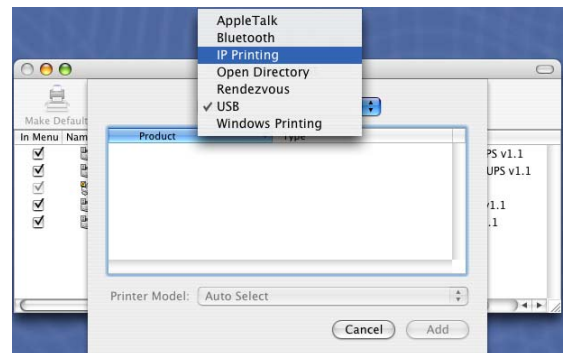 AppleTalk
Bluetooth
IP Printing
Open Directory
Rendezvous
✓ USB
Windows Printing
Make Default
In Menu Nam
Product
Type
PS v1.1
UPS v1.1
v1.1
.1
Printer Model: Auto Select
Cancel Add